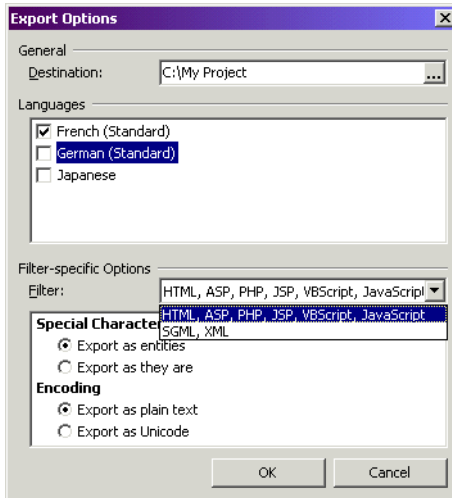 Export Options
General
Destination: C:\My Project ...
Languages
French (Standard)
German (Standard)
Japanese
Filter-specific Options
Filter: HTML, ASP, PHP, JSP, VBScript, JavaScript
HTML, ASP, PHP, JSP, VBScript, JavaScript
SGML, XML
Special Character
Export as entities
Export as they are
Encoding
Export as plain text
Export as Unicode
OK Cancel